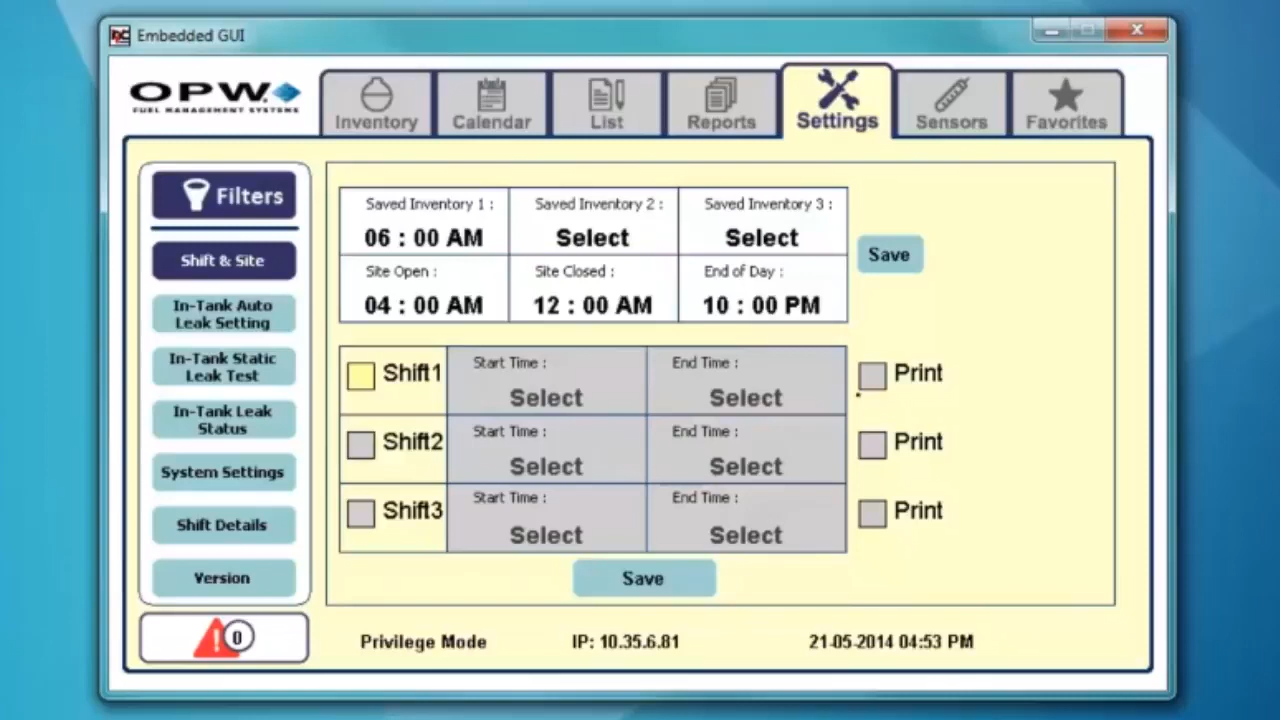 Embedded GUI
OPW
FUEL MANAGEMENT SYSTEMS
Inventory
Calendar
List
Reports
Settings
Sensors
Favorites
Filters
Shift & Site
In-Tank Auto
Leak Setting
In-Tank Static
Leak Test
In-Tank Leak
Status
System Settings
Shift Details
Version
0
Saved Inventory 1 :
06 : 00 AM
Saved Inventory 2 :
Select
Saved Inventory 3 :
Select
Site Open :
04 : 00 AM
Site Closed :
12 : 00 AM
End of Day :
10 : 00 PM
Save
Shift1
Start Time :
Select
End Time :
Select
Print
Shift2
Start Time :
Select
End Time :
Select
Print
Shift3
Start Time :
Select
End Time :
Select
Print
Save
Privilege Mode
IP: 10.35.6.81
21-05-2014 04:53 PM